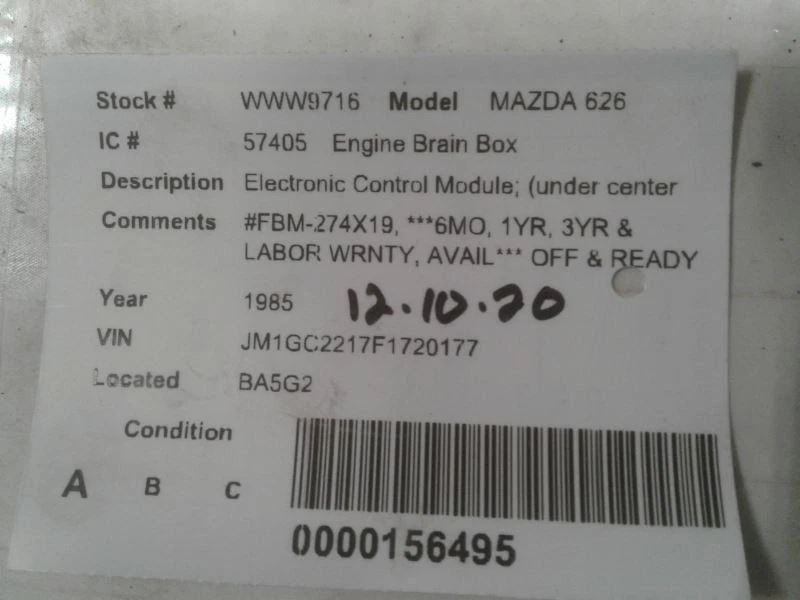 Stock # WWW9716 Model MAZDA 626
IC # 57405 Engine Brain Box
Description Electronic Control Module; (under center
Comments #FBM-274X19, ***6MO, 1YR, 3YR &
LABOR WRNTY, AVAIL*** OFF & READY
Year 1985 12.10.20
VIN JM1GC2217F1720177
Located BA5G2
Condition
A B C
0000156495